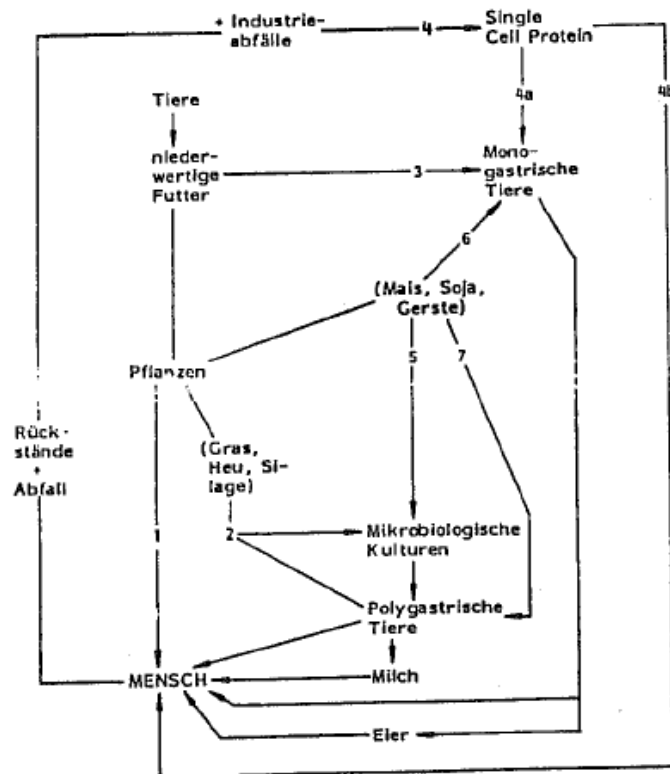 + Industrie-
abfälle
4
Single
Cell Protein
4a
4b
Tiere
nieder-
wertige
Futter
3
Mono-
gastrische
Tiere
6
(Mais, Soja,
Gerste)
5
7
Pflanzen
Rück-
stände
+
Abfall
(Gras,
Heu, Si-
lage)
1
2
Mikrobiologische
Kulturen
Polygastrische
Tiere
MENSCH
Milch
Eier